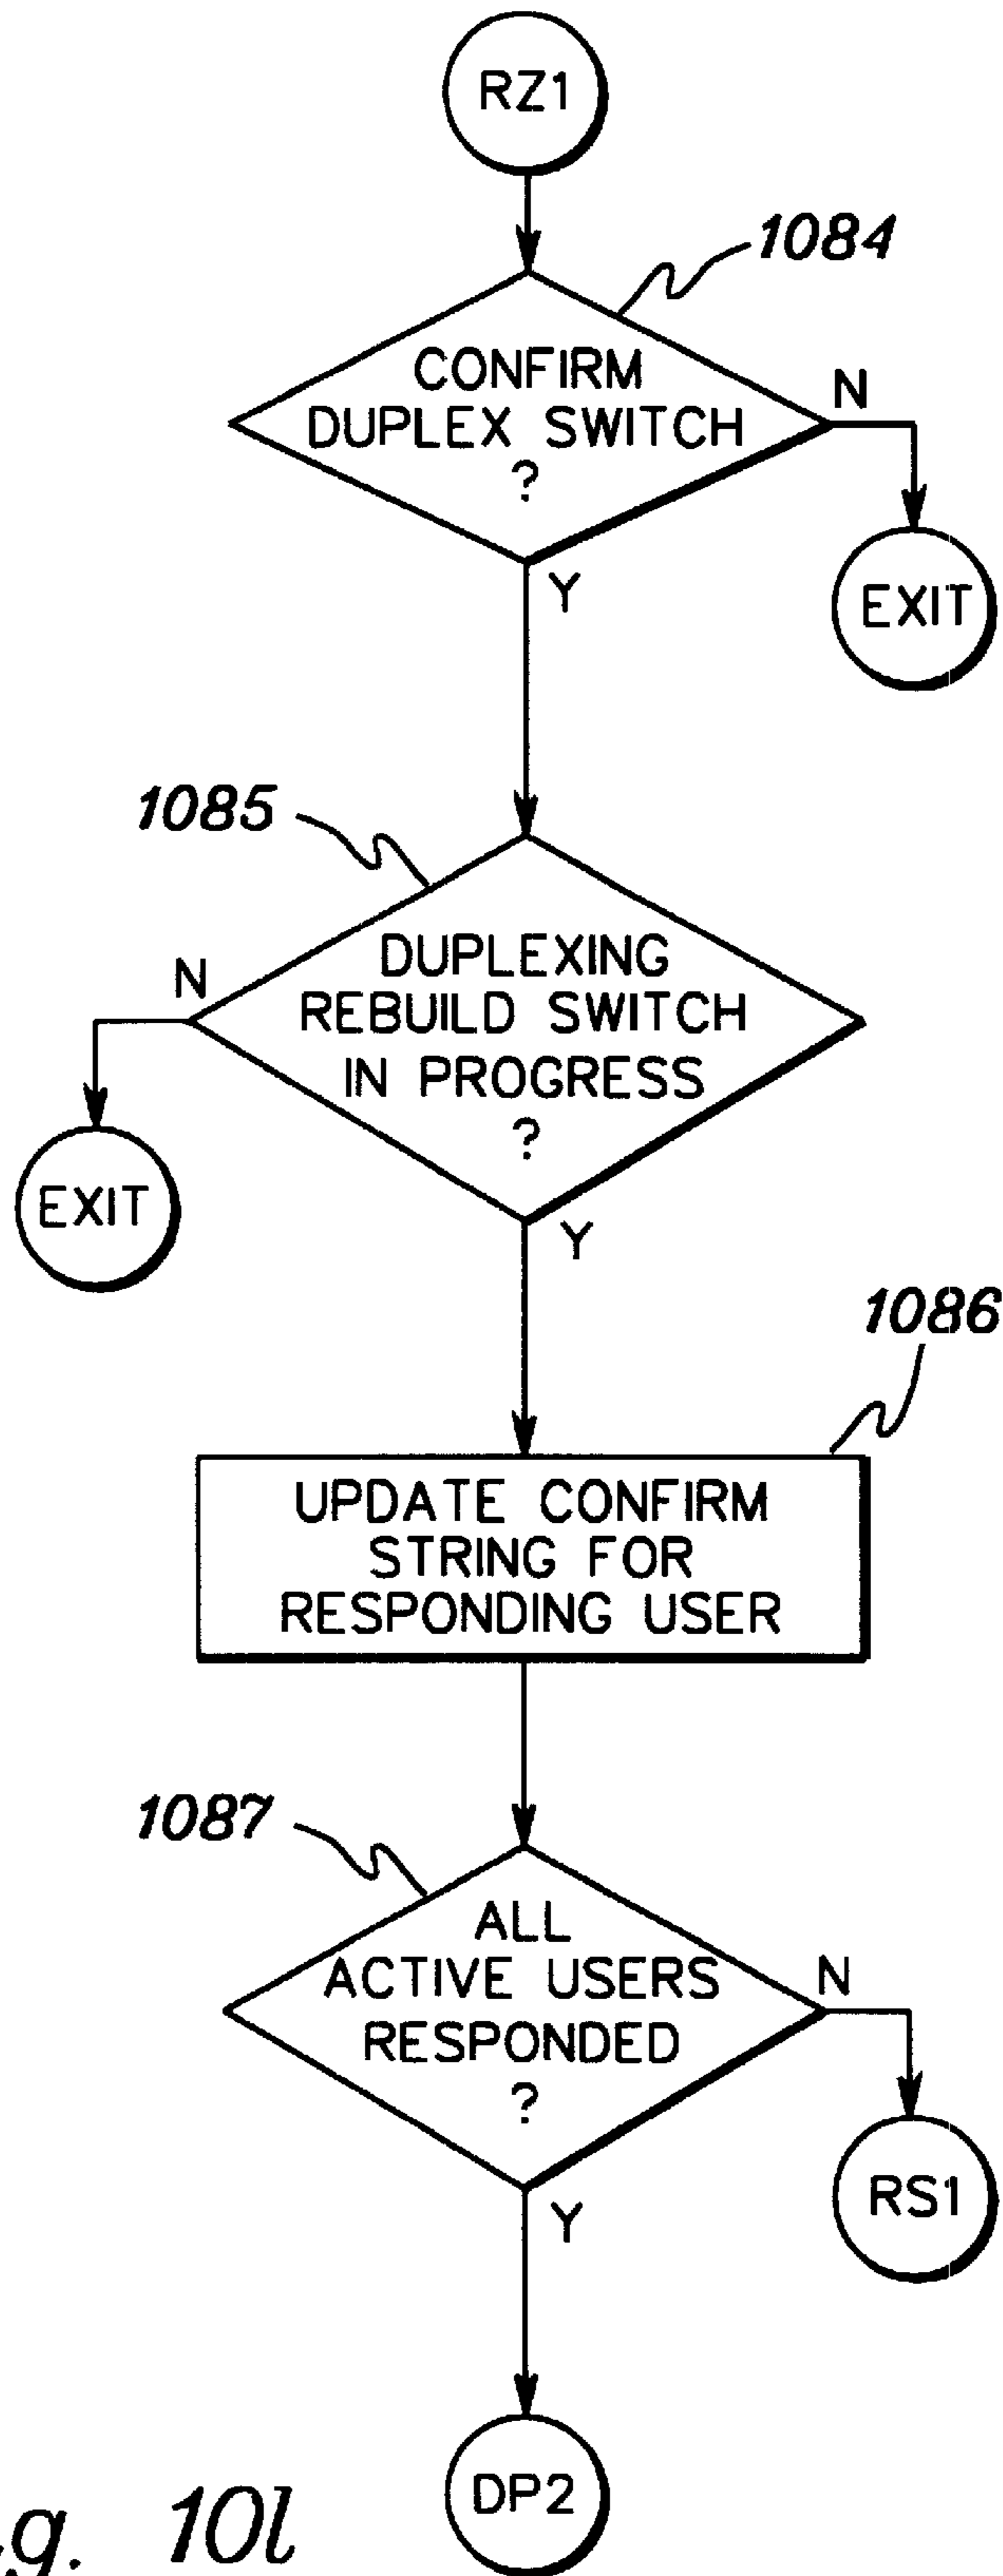 RZ1
1084
CONFIRM
DUPLEX SWITCH
?
N
Y
EXIT
1085
DUPLEXING
REBUILD SWITCH
IN PROGRESS
?
N
EXIT
Y
1086
UPDATE CONFIRM
STRING FOR
RESPONDING USER
1087
ALL
ACTIVE USERS
RESPONDED
?
N
RS1
Y
DP2
10l